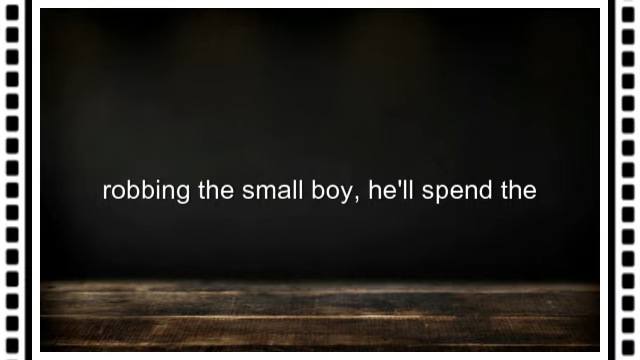 robbing the small boy, he'll spend the